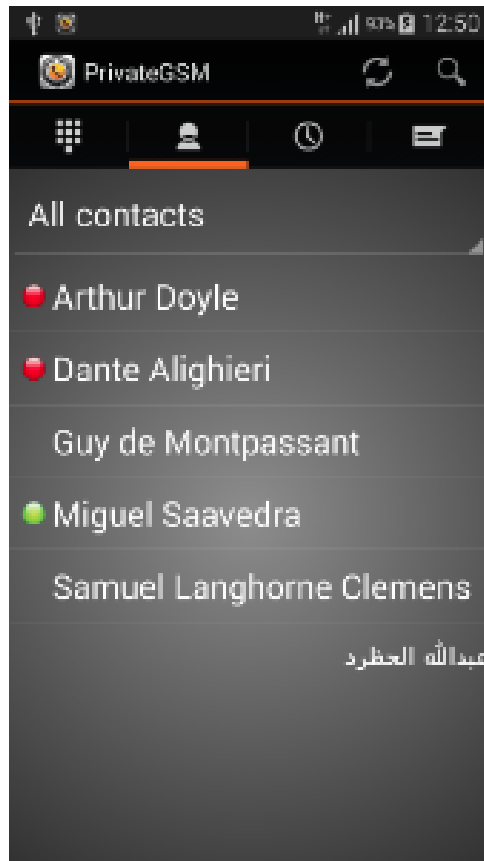 93% 12:50
PrivateGSM
All contacts
Arthur Doyle
Dante Alighieri
Guy de Montpassant
Miguel Saavedra
Samuel Langhorne Clemens
عبدالله الحظرد